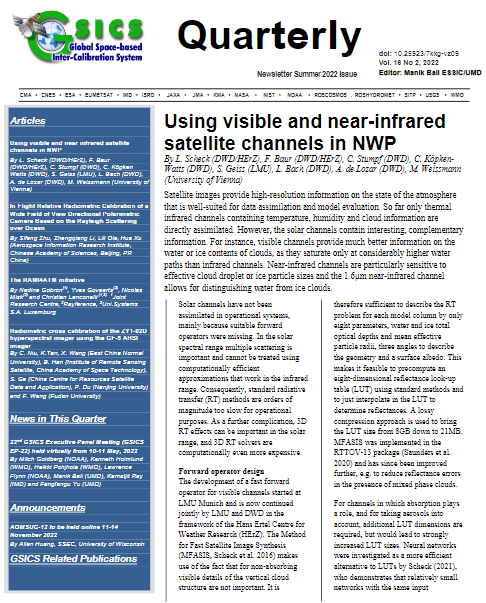 GSICS
Global Space-based
Inter-Calibration System
Quarterly
Newsletter Summer 2022 Issue
doi: 10.25923/7kkg-vz09
Vol. 16 No 2, 2022
Editor: Manik Bali ESSIC/UMD
CMA • CNES • ESA • EUMETSAT • IMD • ISRO • JAXA • JMA • KMA • NASA • NIST • NOAA • ROSCOSMOS . ROSHYDROMET • SITP • USGS • WMO
Articles
Using visible and near-infrared satellite
channels in NWP
By L. Scheck (DWD/HErZ), F. Baur
(DWD/HErZ), C. Stumpf (DWD), C. Köpken-
Watts (DWD), S. Geiss (LMU), L. Bach (DWD),
A. de Lozar (DWD), M. Weissmann (University of
Vienna)
In Flight Relative Radiometric Calibration of a
Wide Field of View Directional Polarimetric
Camera Based on the Rayleigh Scattering
over Ocean
By Sifeng Zhu, Zhengqiang Li, Lili Qie, Hua Xu
(Aerospace Information Research Institute,
Chinese Academy of Sciences, Beijing, PR
China)
The RAMI4ATM Initiative
By Nadine Gobron, Yves Govaerts, Nicolas
Misk and Christian Lanconelli Joint
Research Centre, Rayference, Uni.Systems
S.A. Luxemburg
Radiometric cross calibration of the ZY1-02D
hyperspectral imager using the GF-5 AHSI
imager
By C. Niu, K.Tan, X. Wang (East China Normal
University), B. Han (Institute of Remote Sensing
Satellite, China Academy of Space Technology),
S. Ge (China Centre for Resources Satellite
Data and Application), P. Du (Nanjing University)
and F. Wang (Fudan University)
News in This Quarter
22nd GSICS Executive Panel Meeting (GSICS
EP-22) held virtually from 10-11 May, 2022
By Mitch Goldberg (NOAA), Kenneth Holmlund
(WMO), Heikki Pohjola (WMO), Lawrence
Flynn (NOAA), Manik Bali (UMD), Kamaljit Ray
(IMD) and Fangfang Yu (UMD)
Announcements
AOMSUC-12 to be held online 11-14
November 2022
By Allen Huang, SSEC, University of Wisconsin
GSICS Related Publications
Using visible and near-infrared
satellite channels in NWP
By L. Scheck (DWD/HErZ), F. Baur (DWD/HErZ), C. Stumpf (DWD), C. Köpken-
Watts (DWD), S. Geiss (LMU), L. Bach (DWD), A. de Lozar (DWD), M. Weissmann
(University of Vienna)
Satellite images provide high-resolution information on the state of the atmosphere
that is well-suited for data assimilation and model evaluation. So far only thermal
infrared channels containing temperature, humidity and cloud information are
directly assimilated. However, the solar channels contain interesting, complementary
information. For instance, visible channels provide much better information on the
water or ice contents of clouds, as they saturate only at considerably higher water
paths than infrared channels. Near-infrared channels are particularly sensitive to
effective cloud droplet or ice particle sizes and the 1.6μm near-infrared channel
allows for distinguishing water from ice clouds.
Solar channels have not been
assimilated in operational systems,
mainly because suitable forward
operators were missing. In the solar
spectral range multiple scattering is
important and cannot be treated using
computationally efficient
approximations that work in the infrared
range. Consequently, standard radiative
transfer (RT) methods are orders of
magnitude too slow for operational
purposes. As a further complication, 3D
RT effects can be important in the solar
range, and 3D RT solvers are
computationally even more expensive.
Forward operator design
The development of a fast forward
operator for visible channels started at
LMU Munich and is now continued
jointly by LMU and DWD in the
framework of the Hans Ertel Centre for
Weather Research (HErZ). The Method
for Fast Satellite Image Synthesis
(MFASIS, Scheck et al. 2016) makes
use of the fact that for non-absorbing
visible details of the vertical cloud
structure are not important. It is
therefore sufficient to describe the RT
problem for each model column by only
eight parameters, water and ice total
optical depths and mean effective
particle radii, three angles to describe
the geometry and a surface albedo. This
makes it feasible to precompute an
eight-dimensional reflectance look-up
table (LUT) using standard methods and
to just interpolate in the LUT to
determine reflectances. A lossy
compression approach is used to bring
the LUT size from 8GB down to 21MB.
MFASIS was implemented in the
RTTOV-13 package (Saunders et al.
2020) and has since been improved
further, e.g. to reduce reflectance errors
in the presence of mixed phase clouds.
For channels in which absorption plays
a role, and for taking aerosols into
account, additional LUT dimensions are
required, but would lead to strongly
increased LUT sizes. Neural networks
were investigated as a more efficient
alternative to LUTs by Scheck (2021),
who demonstrates that relatively small
networks with the same input